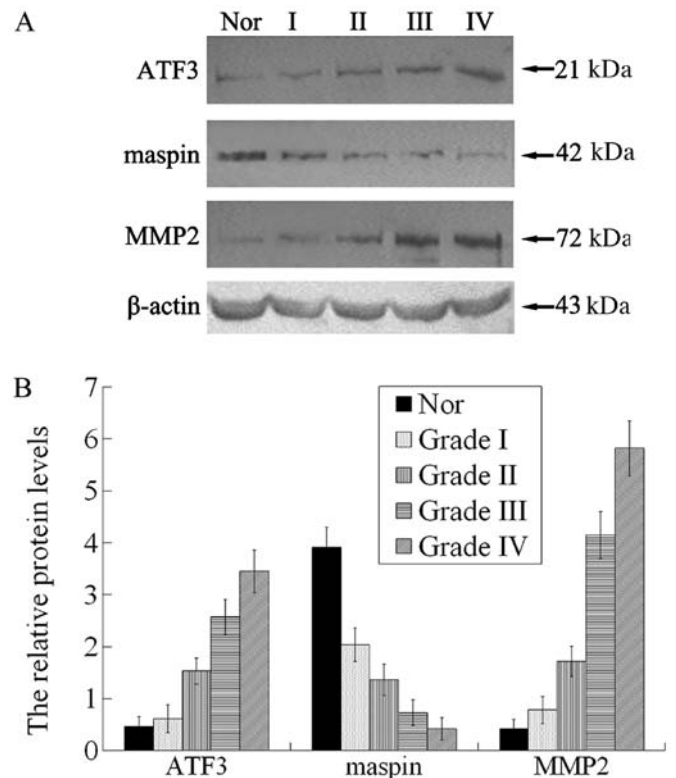 A
Nor I II III IV
ATF3 21 kDa
maspin 42 kDa
MMP2 72 kDa
β-actin 43 kDa
B
The relative protein levels
7
6
5
4
3
2
1
0
Nor
Grade I
Grade II
Grade III
Grade IV
ATF3 maspin MMP2